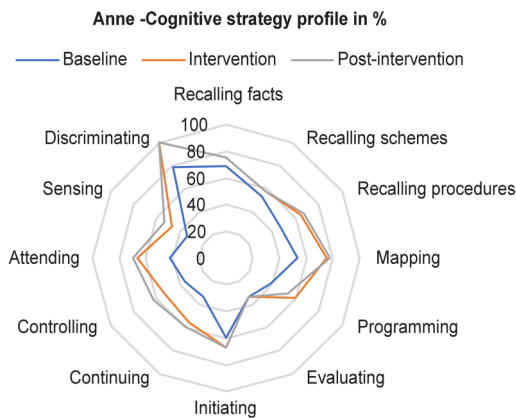 Anne -Cognitive strategy profile in %
Baseline Intervention Post-intervention
Recalling facts
Discriminating Recalling schemes
Sensing Recalling procedures
Attending Mapping
Controlling Programming
Continuing Evaluating
Initiating
100
80
60
40
20
0